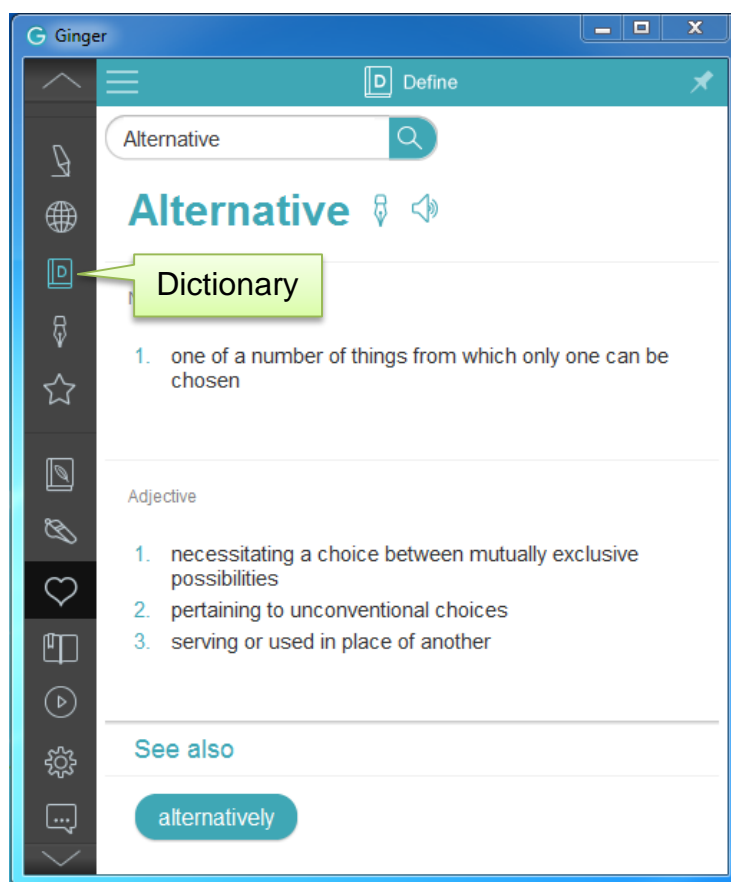 Ginger
Define
Alternative
Alternative
Dictionary
1. one of a number of things from which only one can be
chosen
Adjective
1. necessitating a choice between mutually exclusive
possibilities
2. pertaining to unconventional choices
3. serving or used in place of another
See also
alternatively